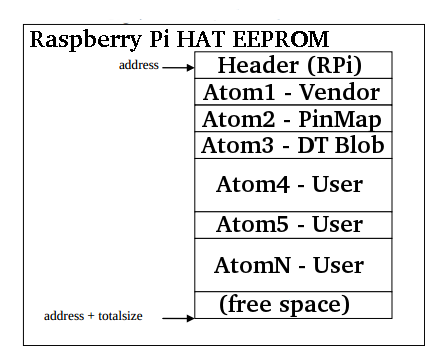 Raspberry Pi HAT EEPROM
address
Header (RPi)
Atom1 - Vendor
Atom2 - PinMap
Atom3 - DT Blob
Atom4 - User
Atom5 - User
AtomN - User
(free space)
address + totalsize